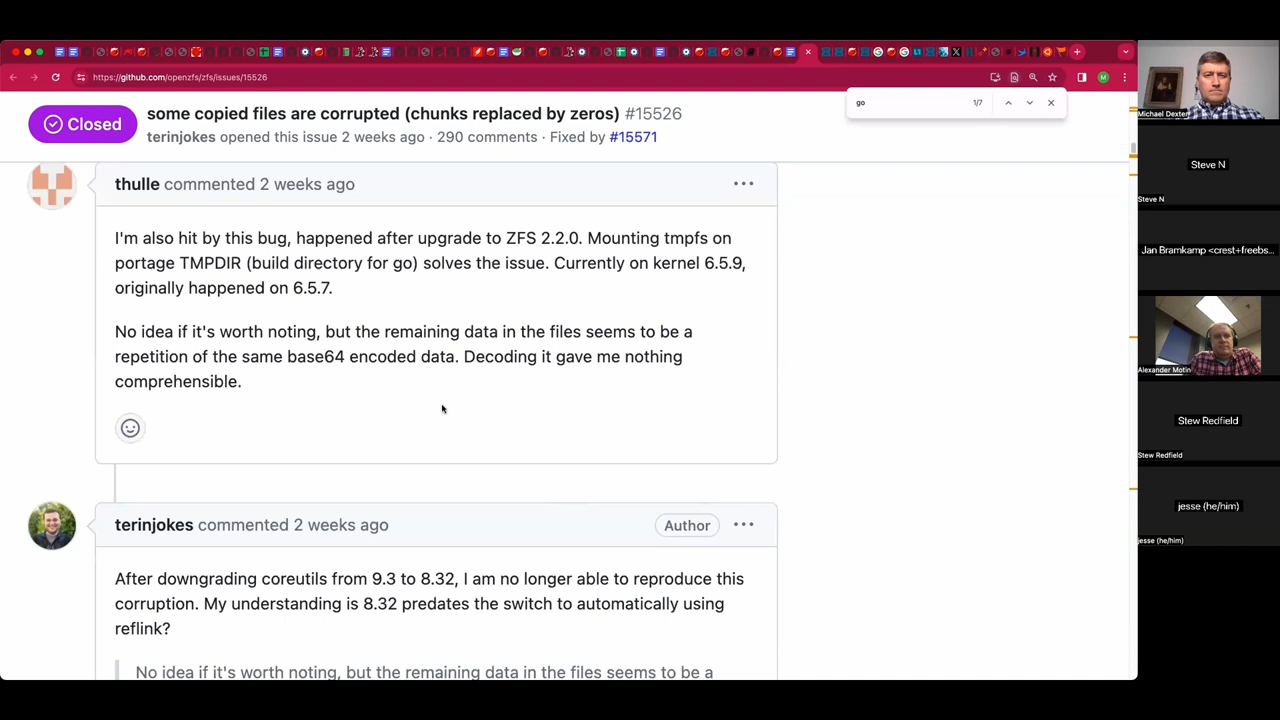 https://github.com/openzfs/zfs/issues/15526
M
go
1/7
Closed
some copied files are corrupted (chunks replaced by zeros) #15526
terinjokes opened this issue 2 weeks ago · 290 comments · Fixed by #15571
thulle commented 2 weeks ago
I'm also hit by this bug, happened after upgrade to ZFS 2.2.0. Mounting tmpfs on
portage TMPDIR (build directory for go) solves the issue. Currently on kernel 6.5.9,
originally happened on 6.5.7.
No idea if it's worth noting, but the remaining data in the files seems to be a
repetition of the same base64 encoded data. Decoding it gave me nothing
comprehensible.
terinjokes commented 2 weeks ago
Author
After downgrading coreutils from 9.3 to 8.32, I am no longer able to reproduce this
corruption. My understanding is 8.32 predates the switch to automatically using
reflink?
No idea if it's worth noting, but the remaining data in the files seems to be a
Michael Dexter
Steve N
Steve N
Jan Bramkamp <crest+freebs...
Alexander Motin
Stew Redfield
Stew Redfield
jesse (he/him)
jesse (he/him)